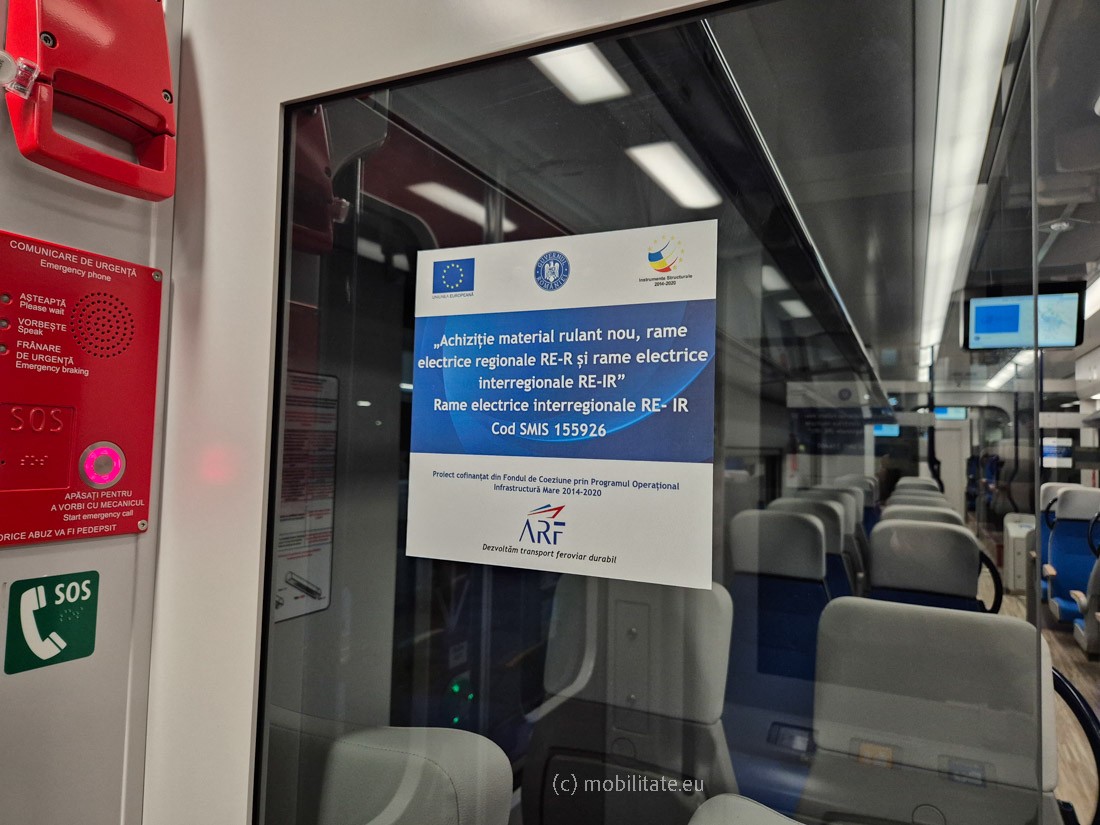 COMUNICARE DE URGENȚĂ
Emergency phone
AȘTEAPTĂ
Please wait
VORBEȘTE
Speak
FRÂNARE
DE URGENȚĂ
Emergency braking
SOS
APĂSAȚI PENTRU
A VORBI CU MECANICUL
Start emergency call
ORICE ABUZ VA FI PEDEPSIT
SOS
UNIUNEA EUROPEANĂ
GUVERNUL ROMÂNIEI
Instrumente Structurale
2014-2020
„Achiziție material rulant nou, rame
electrice regionale RE-R și rame electrice
interregionale RE-IR”
Rame electrice interregionale RE- IR
Cod SMIS 155926
Proiect cofinanțat din Fondul de Coeziune prin Programul Operațional
Infrastructură Mare 2014-2020
ARF
Dezvoltăm transport feroviar durabil
(c) mobilitate.eu